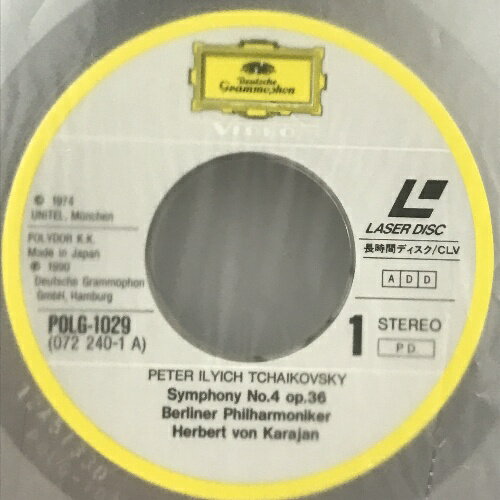 Deutsche
Grammophon
VIDEO
© 1974
UNITEL, München
POLYDOR K.K.
Made in Japan
℗ 1990
Deutsche Grammophon
GmbH, Hamburg
POLG-1029
(072 240-1 A)
LASER DISC
長時間ディスク/CLV
A D D
1
STEREO
PD
PETER ILYICH TCHAIKOVSKY
Symphony No.4 op.36
Berliner Philharmoniker
Herbert von Karajan